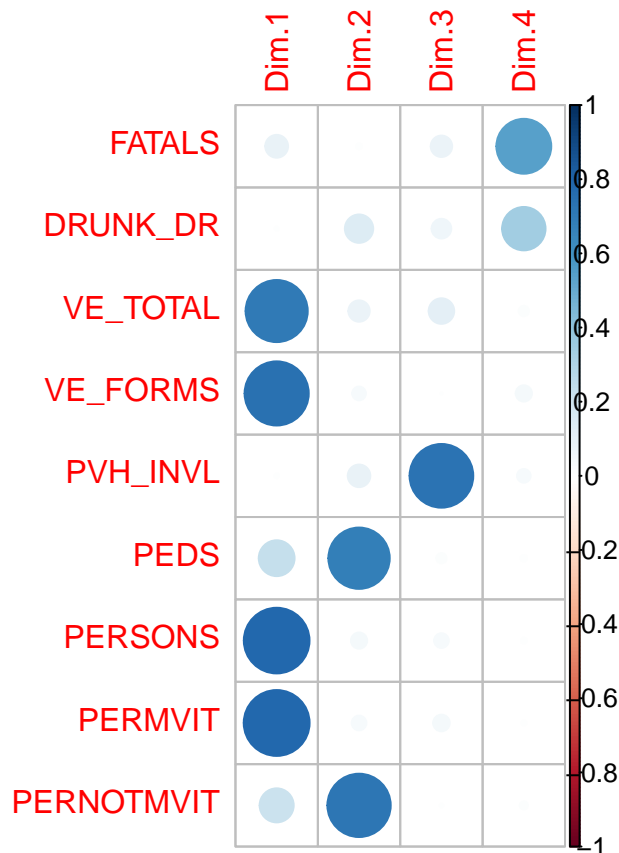 Dim.1
Dim.2
Dim.3
Dim.4
FATALS
DRUNK_DR
VE_TOTAL
VE_FORMS
PVH_INVL
PEDS
PERSONS
PERMVIT
PERNOTMVIT
1
0.8
0.6
0.4
0.2
0
-0.2
-0.4
-0.6
-0.8
-1